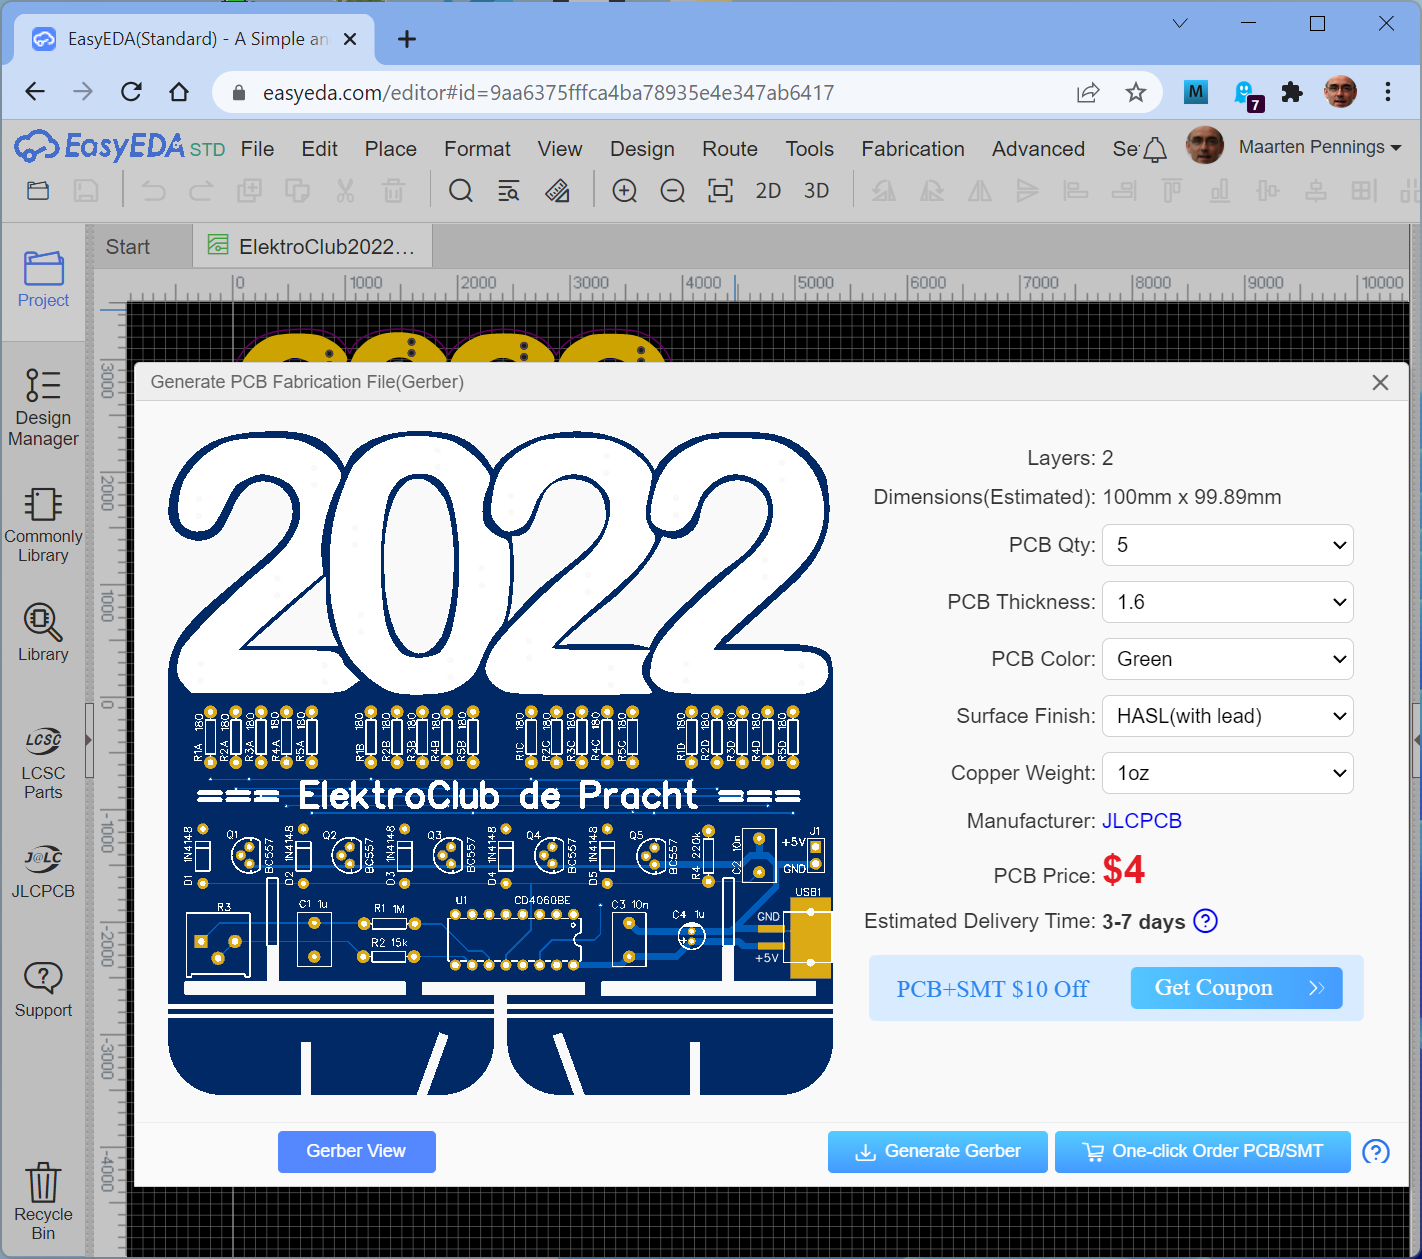 EasyEDA(Standard) - A Simple an
easyeda.com/editor#id=9aa6375fffca4ba78935e4e347ab6417
M
7
EasyEDA STD File Edit Place Format View Design Route Tools Fabrication Advanced Se Maarten Pennings
2D 3D
Project
Start ElektroClub2022...
0 1000 2000 3000 4000 5000 6000 7000 8000 9000 10000
Design
Manager
Commonly
Library
Library
LCSC
LCSC
Parts
J@LC
JLCPCB
Support
Recycle
Bin
3000
2000
1000
0
-1000
-2000
-3000
-4000
Generate PCB Fabrication File(Gerber)
2022
R1A 180 R2A 180 R3A 180 R4A 180 R5A 180 R1B 180 R2B 180 R3B 180 R4B 180 R5B 180 R1C 180 R2C 180 R3C 180 R4C 180 R5C 180 R1D 180 R2D 180 R3D 180 R4D 180 R5D 180
=== ElektroClub de Pracht ===
D1 1N4148 Q1 BC557 D2 1N4148 Q2 BC557 D3 1N4148 Q3 BC557 D4 1N4148 Q4 BC557 D5 1N4148 Q5 BC557 R4 220k C2 10n +5V J1
GND
USB1
R3 C1 1u R1 1M U1 CD4060BE C3 10n C4 1u GND
R2 15k +5V
Layers: 2
Dimensions(Estimated): 100mm x 99.89mm
PCB Qty: 5
PCB Thickness: 1.6
PCB Color: Green
Surface Finish: HASL(with lead)
Copper Weight: 1oz
Manufacturer: JLCPCB
PCB Price: $4
Estimated Delivery Time: 3-7 days ?
PCB+SMT $10 Off Get Coupon
Gerber View Generate Gerber One-click Order PCB/SMT ?